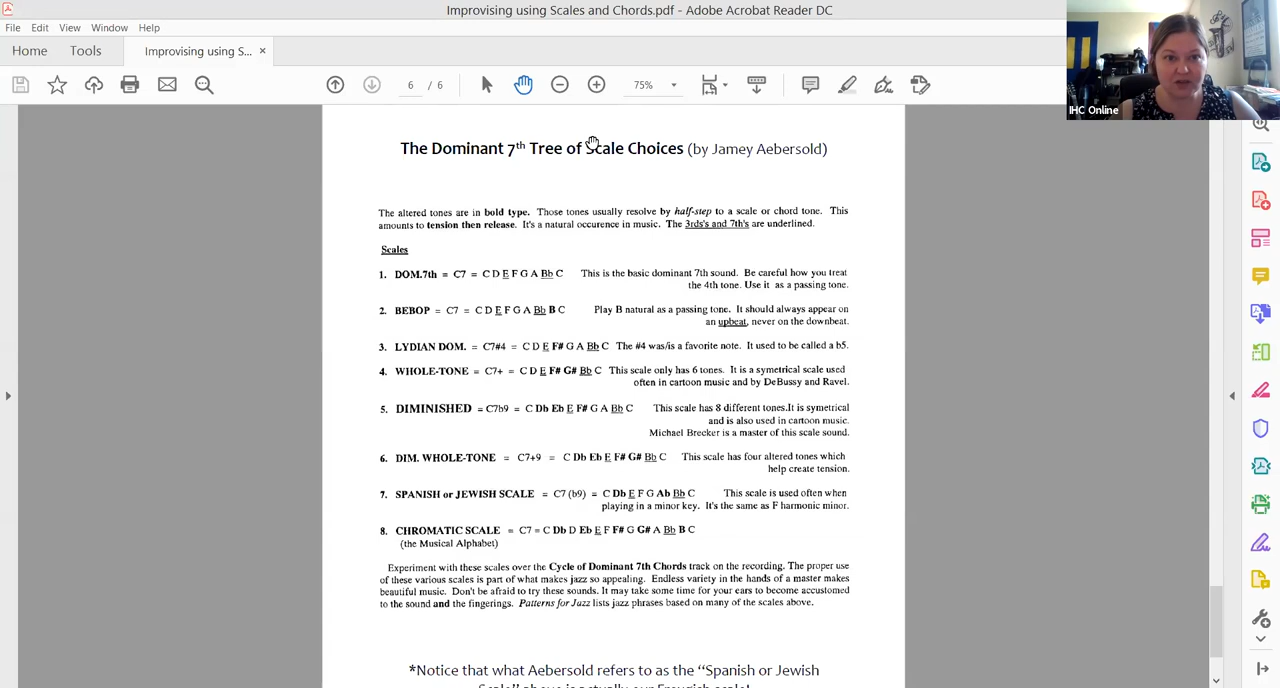 Improvising using Scales and Chords.pdf - Adobe Acrobat Reader DC
File Edit View Window Help
Home Tools Improvising using S... ×
6 / 6 75%
IHC Online
The Dominant 7th Tree of Scale Choices (by Jamey Aebersold)
The altered tones are in bold type. Those tones usually resolve by half-step to a scale or chord tone. This
amounts to tension then release. It's a natural occurence in music. The 3rds's and 7th's are underlined.
Scales
1. DOM.7th = C7 = C D E F G A Bb C This is the basic dominant 7th sound. Be careful how you treat
the 4th tone. Use it as a passing tone.
2. BEBOP = C7 = C D E F G A Bb B C Play B natural as a passing tone. It should always appear on
an upbeat, never on the downbeat.
3. LYDIAN DOM. = C7#4 = C D E F# G A Bb C The #4 was/is a favorite note. It used to be called a b5.
4. WHOLE-TONE = C7+ = C D E F# G# Bb C This scale only has 6 tones. It is a symetrical scale used
often in cartoon music and by DeBussy and Ravel.
5. DIMINISHED = C7b9 = C Db Eb E F# G A Bb C This scale has 8 different tones.It is symetrical
and is also used in cartoon music.
Michael Brecker is a master of this scale sound.
6. DIM. WHOLE-TONE = C7+9 = C Db Eb E F# G# Bb C This scale has four altered tones which
help create tension.
7. SPANISH or JEWISH SCALE = C7 (b9) = C Db E F G Ab Bb C This scale is used often when
playing in a minor key. It's the same as F harmonic minor.
8. CHROMATIC SCALE = C7 = C Db D Eb E F F# G G# A Bb B C
(the Musical Alphabet)
Experiment with these scales over the Cycle of Dominant 7th Chords track on the recording. The proper use
of these various scales is part of what makes jazz so appealing. Endless variety in the hands of a master makes
beautiful music. Don't be afraid to try these sounds. It may take some time for your ears to become accustomed
to the sound and the fingerings. Patterns for Jazz lists jazz phrases based on many of the scales above.
*Notice that what Aebersold refers to as the "Spanish or Jewish